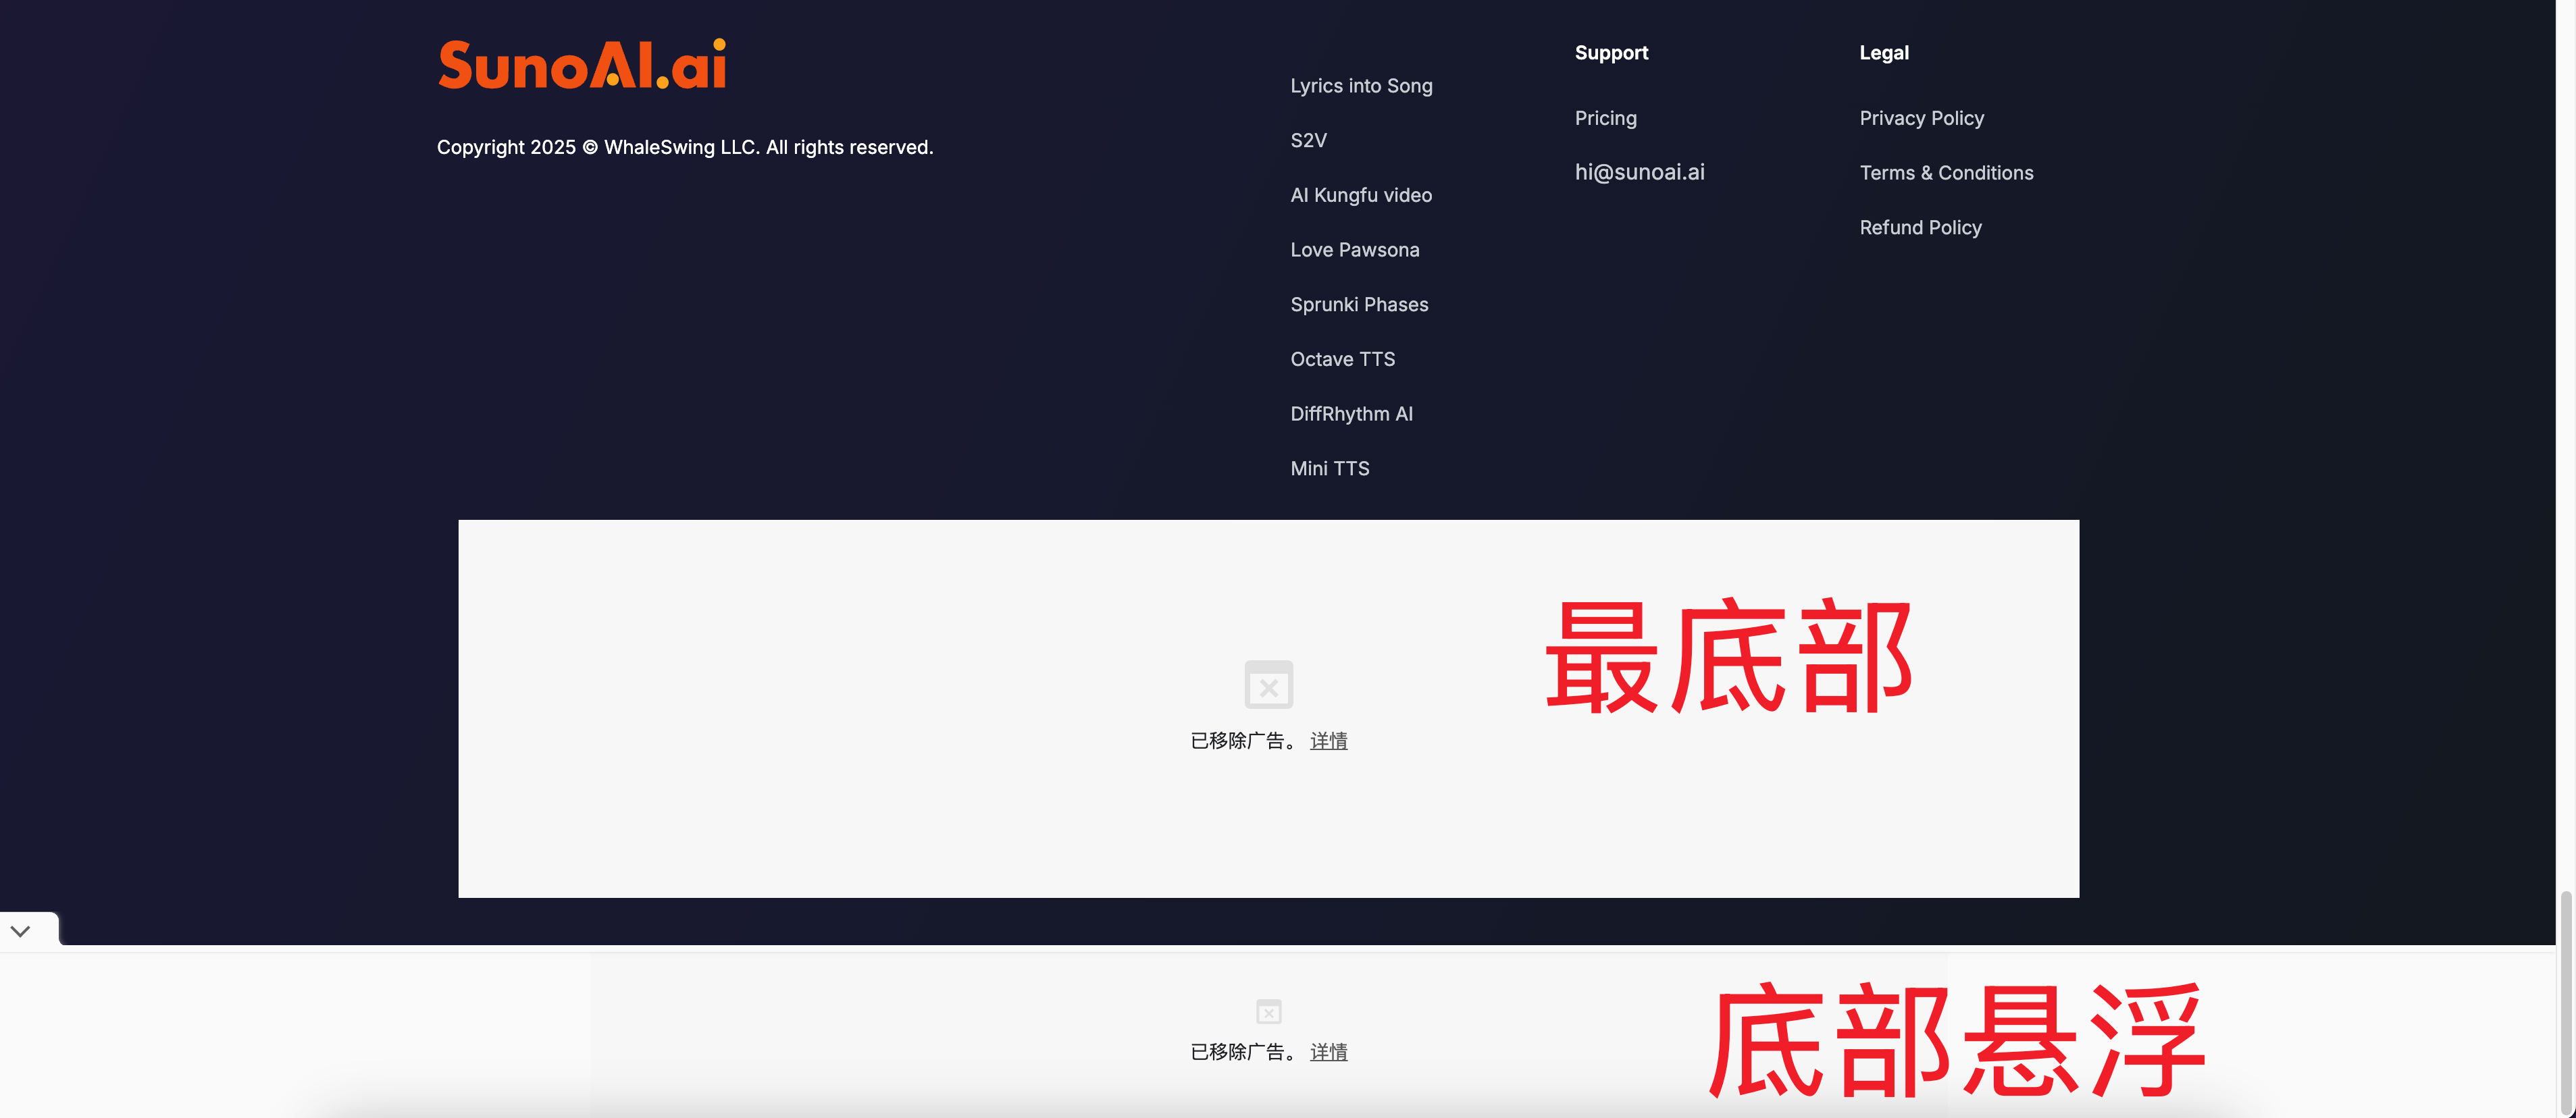 SunoAI.ai
Copyright 2025 © WhaleSwing LLC. All rights reserved.
Lyrics into Song
S2V
AI Kungfu video
Love Pawsona
Sprunki Phases
Octave TTS
DiffRhythm AI
Mini TTS
Support
Pricing
hi@sunoai.ai
Legal
Privacy Policy
Terms & Conditions
Refund Policy
最底部
已移除广告。 详情
底部悬浮
已移除广告。 详情